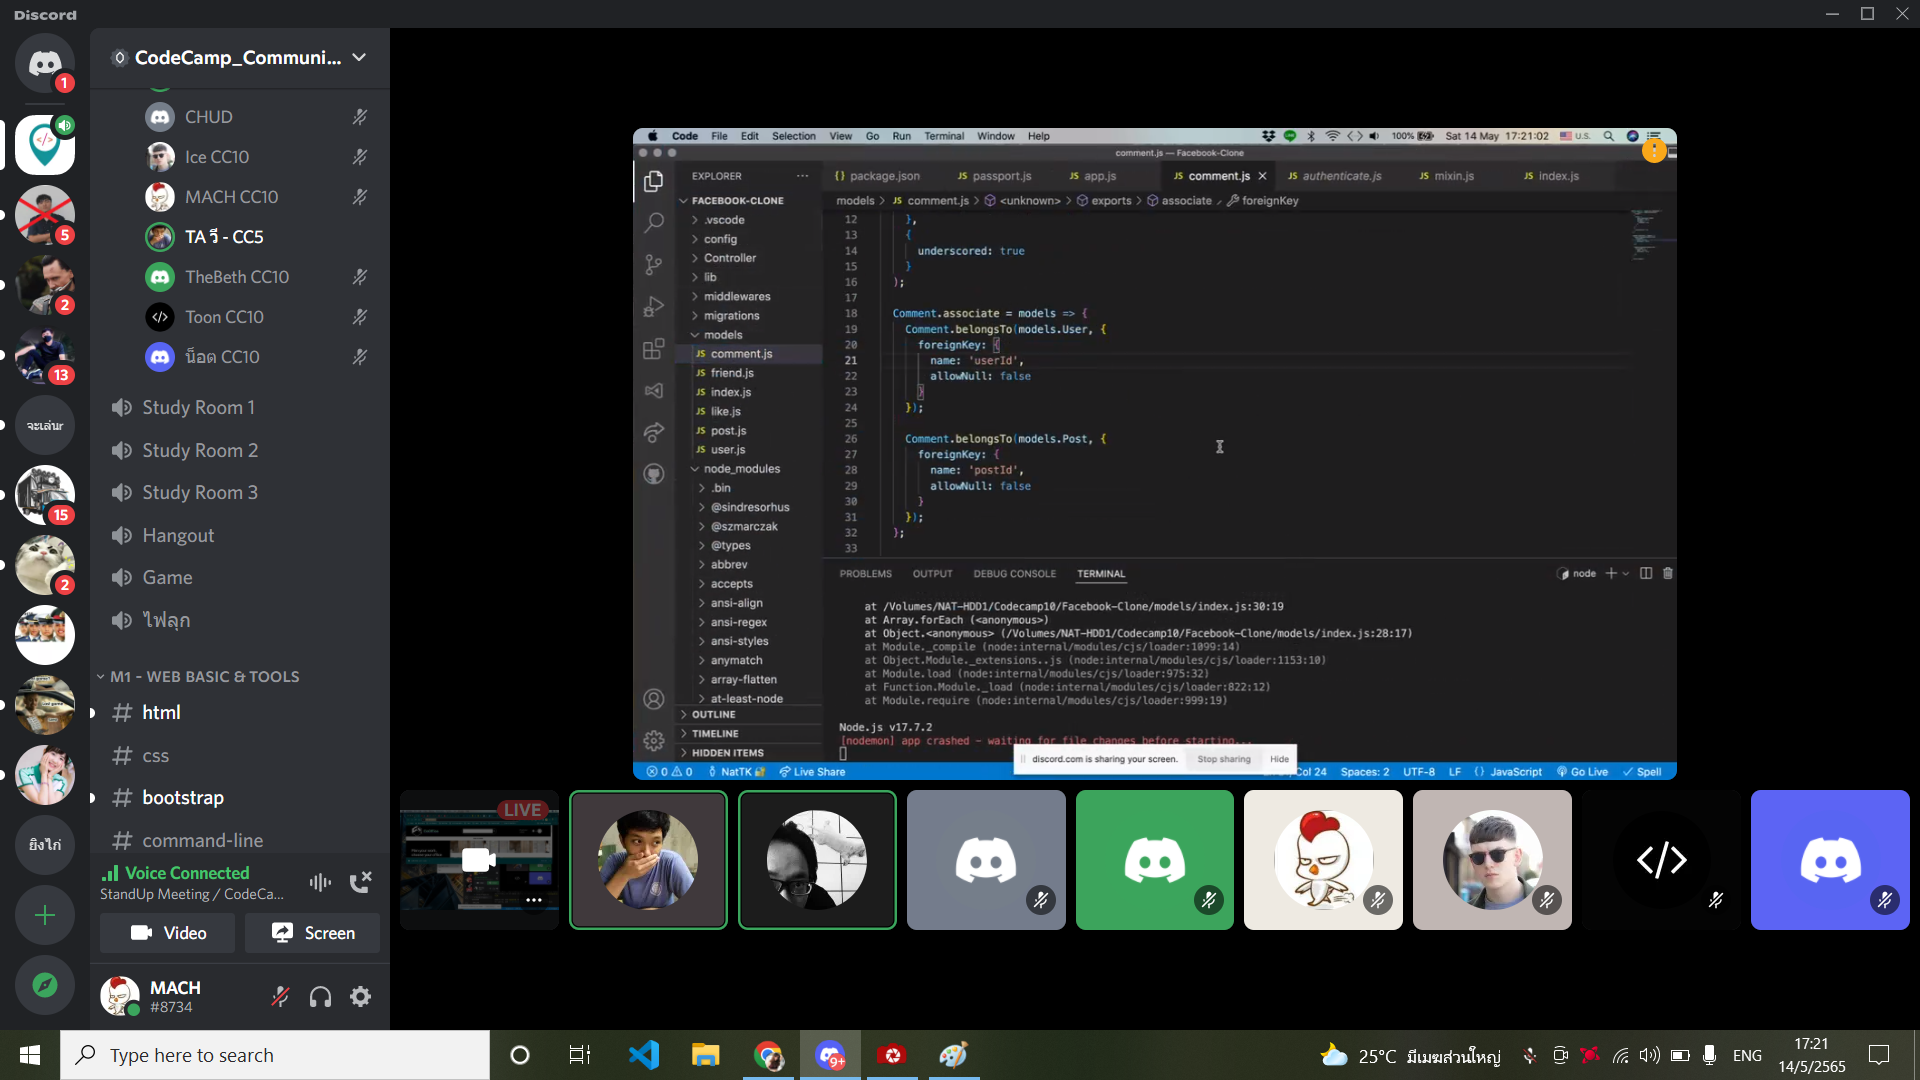 Discord
CodeCamp_Communi...
1
CHUD
Ice CC10
MACH CC10
TA วี - CC5
TheBeth CC10
Toon CC10
น็อต CC10
5
2
13
จะเล่นr
15
2
ยิงไก่
Study Room 1
Study Room 2
Study Room 3
Hangout
Game
ไฟลุก
M1 - WEB BASIC & TOOLS
html
css
bootstrap
command-line
Voice Connected
StandUp Meeting / CodeCa...
Video
Screen
MACH
#8734
Code File Edit Selection View Go Run Terminal Window Help
100% Sat 14 May 17:21:02 U.S.
comment.js — Facebook-Clone
EXPLORER
FACEBOOK-CLONE
.vscode
config
Controller
lib
middlewares
migrations
models
JS comment.js
JS friend.js
JS index.js
JS like.js
JS post.js
JS user.js
node_modules
.bin
@sindresorhus
@szmarczak
@types
abbrev
accepts
ansi-align
ansi-regex
ansi-styles
anymatch
array-flatten
at-least-node
OUTLINE
TIMELINE
HIDDEN ITEMS
{} package.json JS passport.js JS app.js JS comment.js JS authenticate.js JS mixin.js JS index.js
models > JS comment.js > <unknown> > exports > associate > foreignKey
12 },
13 {
14 underscored: true
15 }
16 );
17
18 Comment.associate = models => {
19 Comment.belongsTo(models.User, {
20 foreignKey: {
21 name: 'userId',
22 allowNull: false
23 }
24 });
25
26 Comment.belongsTo(models.Post, {
27 foreignKey: {
28 name: 'postId',
29 allowNull: false
30 }
31 });
32 };
33
PROBLEMS OUTPUT DEBUG CONSOLE TERMINAL
node
at /Volumes/NAT-HDD1/Codecamp10/Facebook-Clone/models/index.js:30:19
at Array.forEach (<anonymous>)
at Object.<anonymous> (/Volumes/NAT-HDD1/Codecamp10/Facebook-Clone/models/index.js:28:17)
at Module._compile (node:internal/modules/cjs/loader:1099:14)
at Object.Module._extensions..js (node:internal/modules/cjs/loader:1153:10)
at Module.load (node:internal/modules/cjs/loader:975:32)
at Function.Module._load (node:internal/modules/cjs/loader:822:12)
at Module.require (node:internal/modules/cjs/loader:999:19)
Node.js v17.7.2
[nodemon] app crashed - waiting for file changes before starting...
discord.com is sharing your screen. Stop sharing Hide
0 0 NatTK Live Share
Col 24 Spaces: 2 UTF-8 LF {} JavaScript Go Live Spell
LIVE
Type here to search
9+
25°C มีเมฆส่วนใหญ่
ENG
17:21
14/5/2565